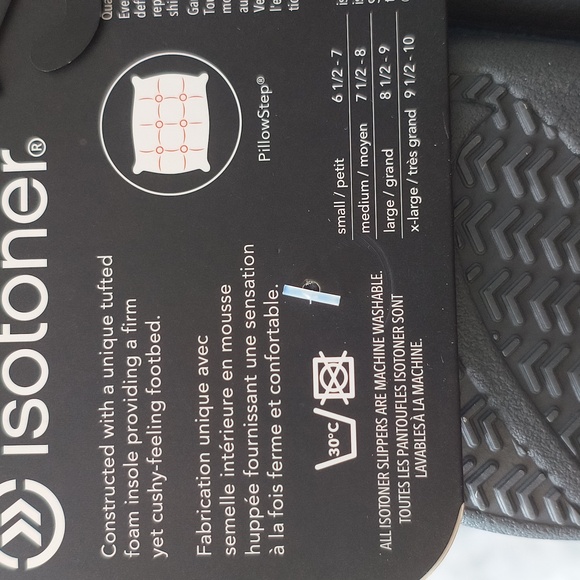 isotoner®
Constructed with a unique tufted
foam insole providing a firm
yet cushy-feeling footbed.
Fabrication unique avec
semelle intérieure en mousse
huppée fournissant une sensation
à la fois ferme et confortable.
PillowStep®
small / petit 6 1/2 - 7
medium / moyen 7 1/2 - 8
large / grand 8 1/2 - 9
x-large / très grand 9 1/2 - 10
30°C
ALL ISOTONER SLIPPERS ARE MACHINE WASHABLE.
TOUTES LES PANTOUFLES ISOTONER SONT
LAVABLES À LA MACHINE.